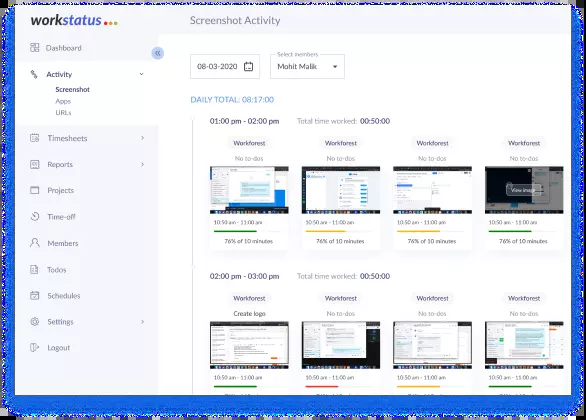 workstatus
Screenshot Activity
Dashboard
Activity
Screenshot
Apps
URLs
Timesheets
Reports
Projects
Time-off
Members
Todos
Schedules
Settings
Logout
08-03-2020
Select members
Mohit Malik
DAILY TOTAL: 08:17:00
01:00 pm - 02:00 pm Total time worked: 00:50:00
Workforest Workforest Workforest Workforest
No to-dos No to-dos No to-dos No to-dos
View image
10:50 am - 11:00 am 10:50 am - 11:00 am 10:50 am - 11:00 am 10:50 am - 11:00 am
76% of 10 minutes 76% of 10 minutes 76% of 10 minutes 76% of 10 minutes
02:00 pm - 03:00 pm Total time worked: 00:50:00
Workforest Workforest Workforest Workforest
Create logo No to-dos No to-dos No to-dos
10:50 am - 11:00 am 10:50 am - 11:00 am 10:50 am - 11:00 am 10:50 am - 11:00 am